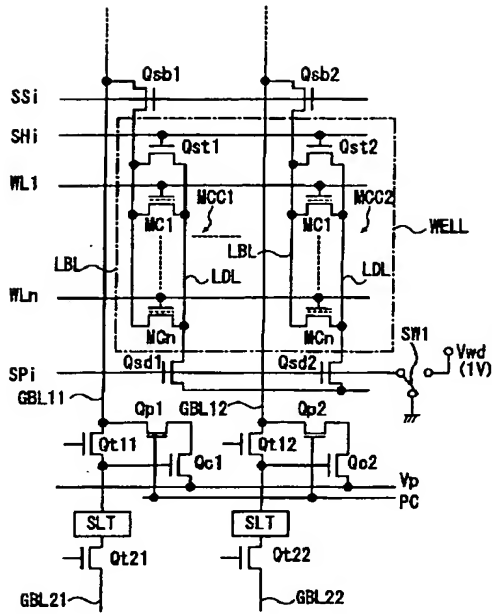 Qsb1 Qsb2
SSi
SHi
Qst1 Qst2
WL1
MCC1 MCC2
MC1 MC1
WELL
LBL LBL
LDL LDL
WLn
MCn MCn
SW1
Qsd1 Qsd2
Vwd
(1V)
SPi
GBL11 Qp1 GBL12 Qp2
Qt11 Qt12
Qc1 Qc2
Vp
PC
SLT SLT
Qt21 Qt22
GBL21 GBL22